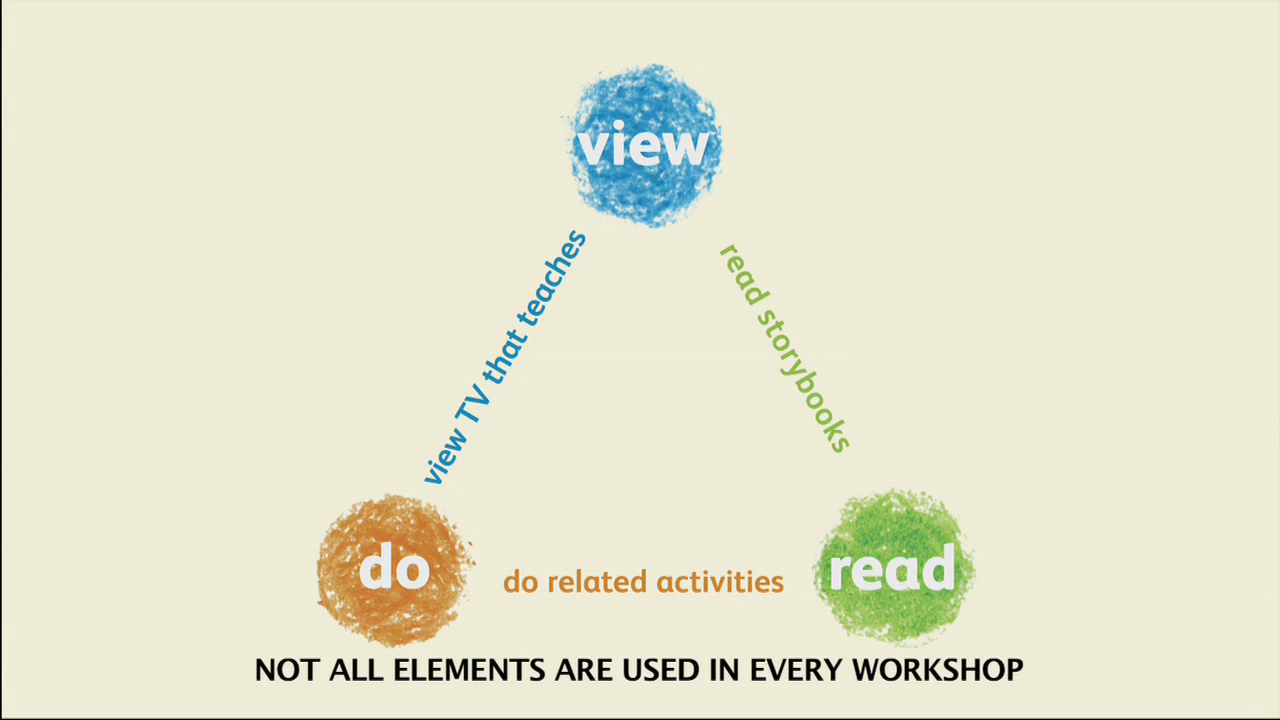 view
view TV that teaches
read storybooks
do
do related activities
read
NOT ALL ELEMENTS ARE USED IN EVERY WORKSHOP